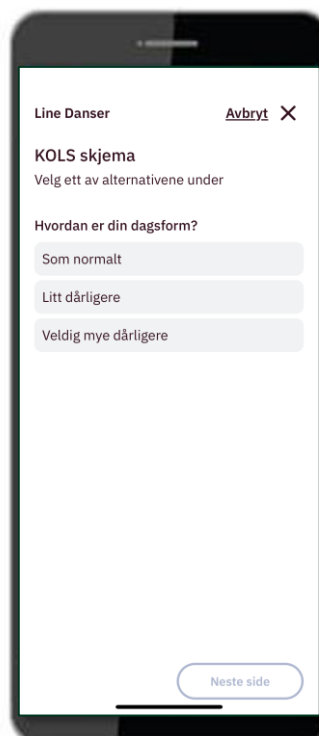 Line Danser
Avbryt
KOLS skjema
Velg ett av alternativene under
Hvordan er din dagsform?
Som normalt
Litt dårligere
Veldig mye dårligere
Neste side